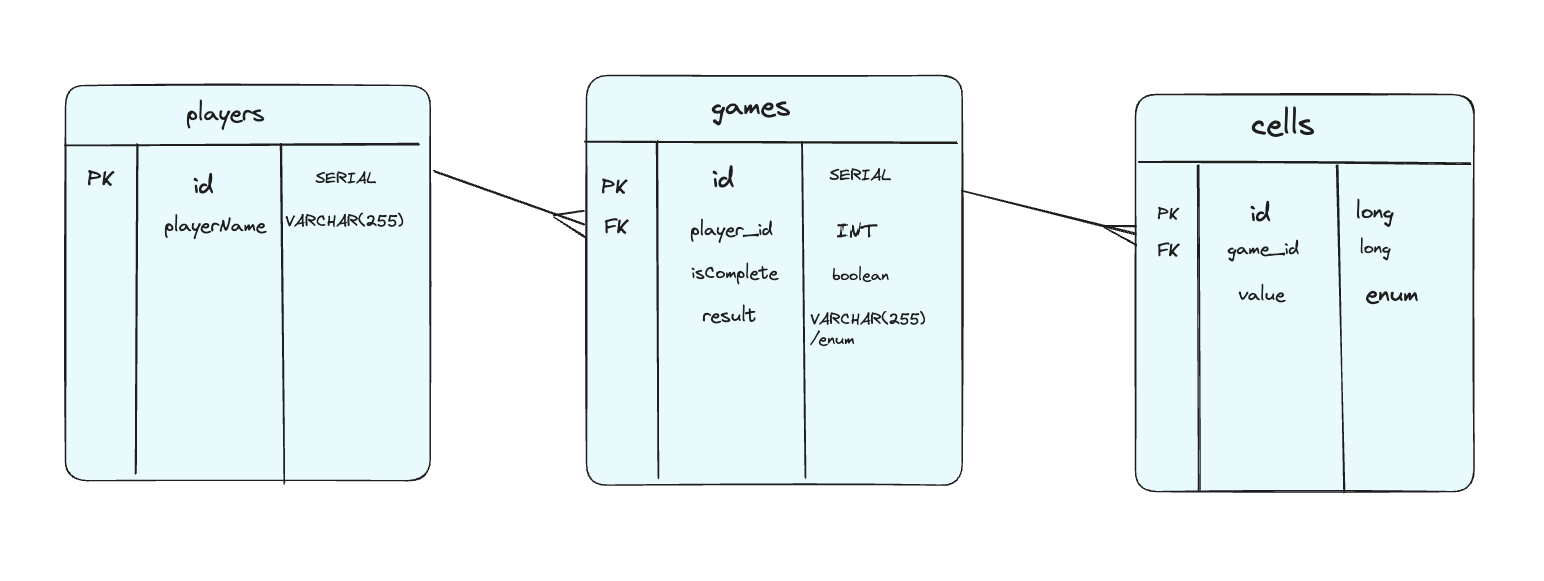 players
PK id SERIAL
playerName VARCHAR(255)
games
PK id SERIAL
FK player_id INT
isComplete boolean
result VARCHAR(255)
/enum
cells
PK id long
FK game_id long
value enum